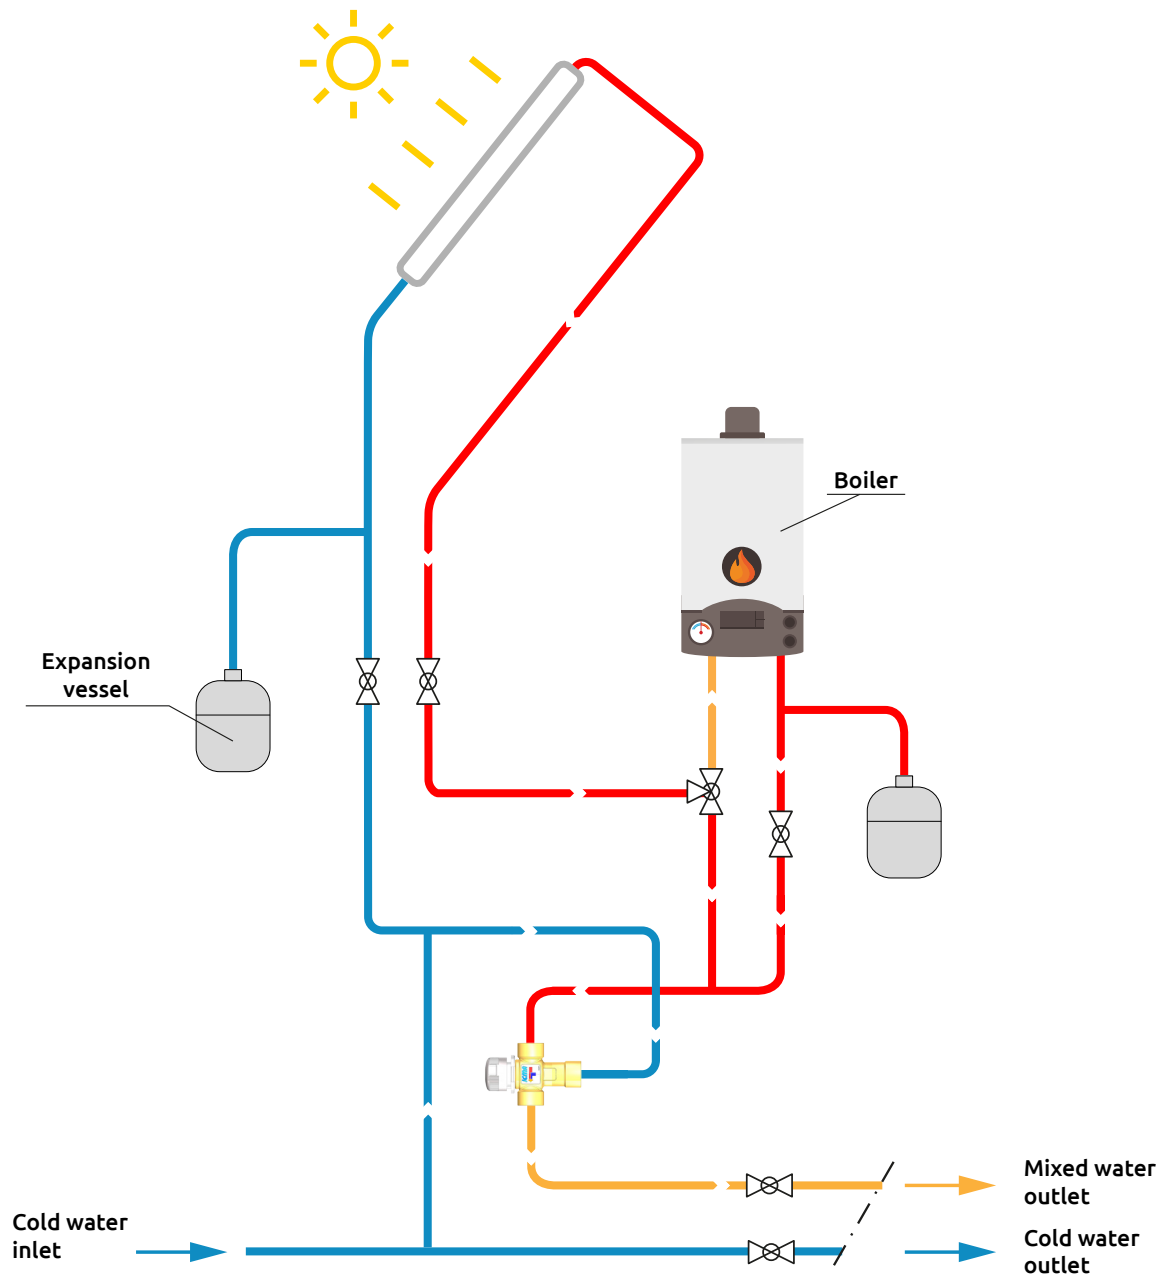 Boiler
Expansion
vessel
Mixed water
outlet
Cold water
inlet
Cold water
outlet